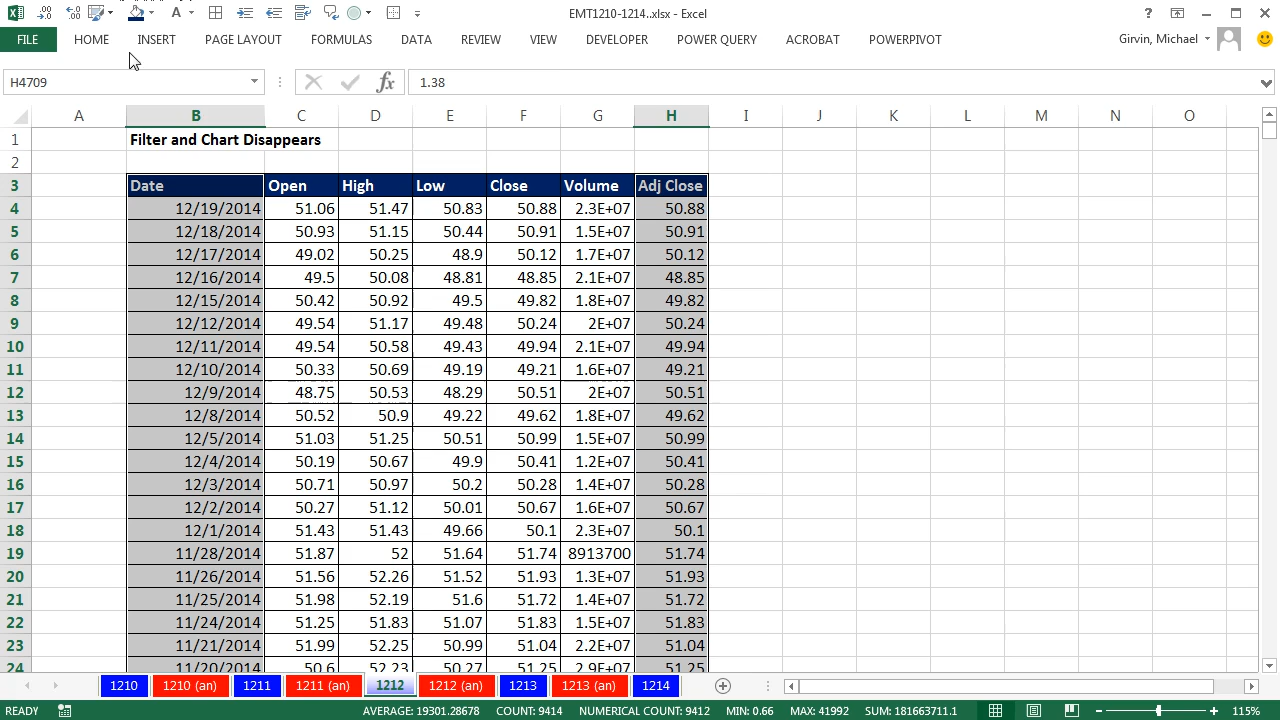 EMT1210-1214..xlsx - Excel
FILE HOME INSERT PAGE LAYOUT FORMULAS DATA REVIEW VIEW DEVELOPER POWER QUERY ACROBAT POWERPIVOT Girvin, Michael
H4709 fx 1.38
A B C D E F G H I J K L M N O
1 Filter and Chart Disappears
2
3 Date Open High Low Close Volume Adj Close
4 12/19/2014 51.06 51.47 50.83 50.88 2.3E+07 50.88
5 12/18/2014 50.93 51.15 50.44 50.91 1.5E+07 50.91
6 12/17/2014 49.02 50.25 48.9 50.12 1.7E+07 50.12
7 12/16/2014 49.5 50.08 48.81 48.85 2.1E+07 48.85
8 12/15/2014 50.42 50.92 49.5 49.82 1.8E+07 49.82
9 12/12/2014 49.54 51.17 49.48 50.24 2E+07 50.24
10 12/11/2014 49.54 50.58 49.43 49.94 2.1E+07 49.94
11 12/10/2014 50.33 50.69 49.19 49.21 1.6E+07 49.21
12 12/9/2014 48.75 50.53 48.29 50.51 2E+07 50.51
13 12/8/2014 50.52 50.9 49.22 49.62 1.8E+07 49.62
14 12/5/2014 51.03 51.25 50.51 50.99 1.5E+07 50.99
15 12/4/2014 50.19 50.67 49.9 50.41 1.2E+07 50.41
16 12/3/2014 50.71 50.97 50.2 50.28 1.4E+07 50.28
17 12/2/2014 50.27 51.12 50.01 50.67 1.6E+07 50.67
18 12/1/2014 51.43 51.43 49.66 50.1 2.3E+07 50.1
19 11/28/2014 51.87 52 51.64 51.74 8913700 51.74
20 11/26/2014 51.56 52.26 51.52 51.93 1.3E+07 51.93
21 11/25/2014 51.98 52.19 51.6 51.72 1.4E+07 51.72
22 11/24/2014 51.25 51.83 51.07 51.83 1.5E+07 51.83
23 11/21/2014 51.99 52.25 50.99 51.04 2.2E+07 51.04
24 11/20/2014 50.6 52.23 50.27 51.25 2.9E+07 51.25
1210 1210 (an) 1211 1211 (an) 1212 1212 (an) 1213 1213 (an) 1214
READY AVERAGE: 19301.28678 COUNT: 9414 NUMERICAL COUNT: 9412 MIN: 0.66 MAX: 41992 SUM: 181663711.1 115%